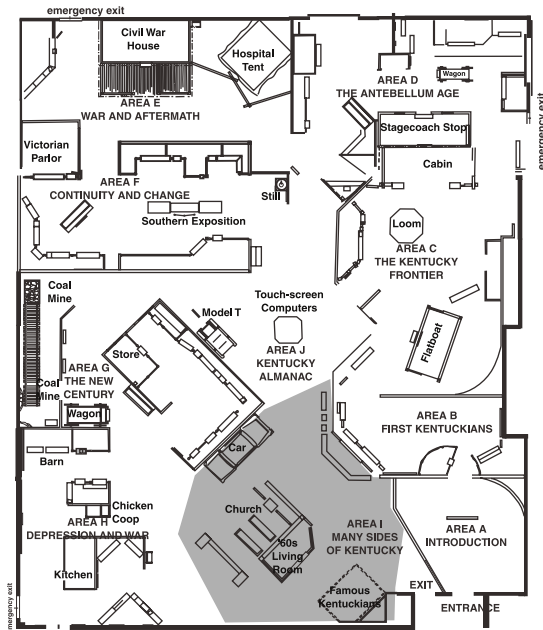 emergency exit
Civil War
House
Hospital
Tent
AREA D
THE ANTEBELLUM AGE
Wagon
AREA E
WAR AND AFTERMATH
emergency exit
Stagecoach Stop
Victorian
Parlor
Cabin
AREA F
CONTINUITY AND CHANGE
Still
Southern Exposition
Loom
AREA C
THE KENTUCKY
FRONTIER
Coal
Mine
Touch-screen
Computers
Model T
Flatboat
Store
AREA J
KENTUCKY
ALMANAC
AREA G
THE NEW
CENTURY
Coal
Mine
Wagon
AREA B
FIRST KENTUCKIANS
Car
Barn
Chicken
Coop
AREA H
DEPRESSION AND WAR
Church
'60s
Living
Room
AREA I
MANY SIDES
OF KENTUCKY
AREA A
INTRODUCTION
Kitchen
Famous
Kentuckians
EXIT
ENTRANCE
emergency exit